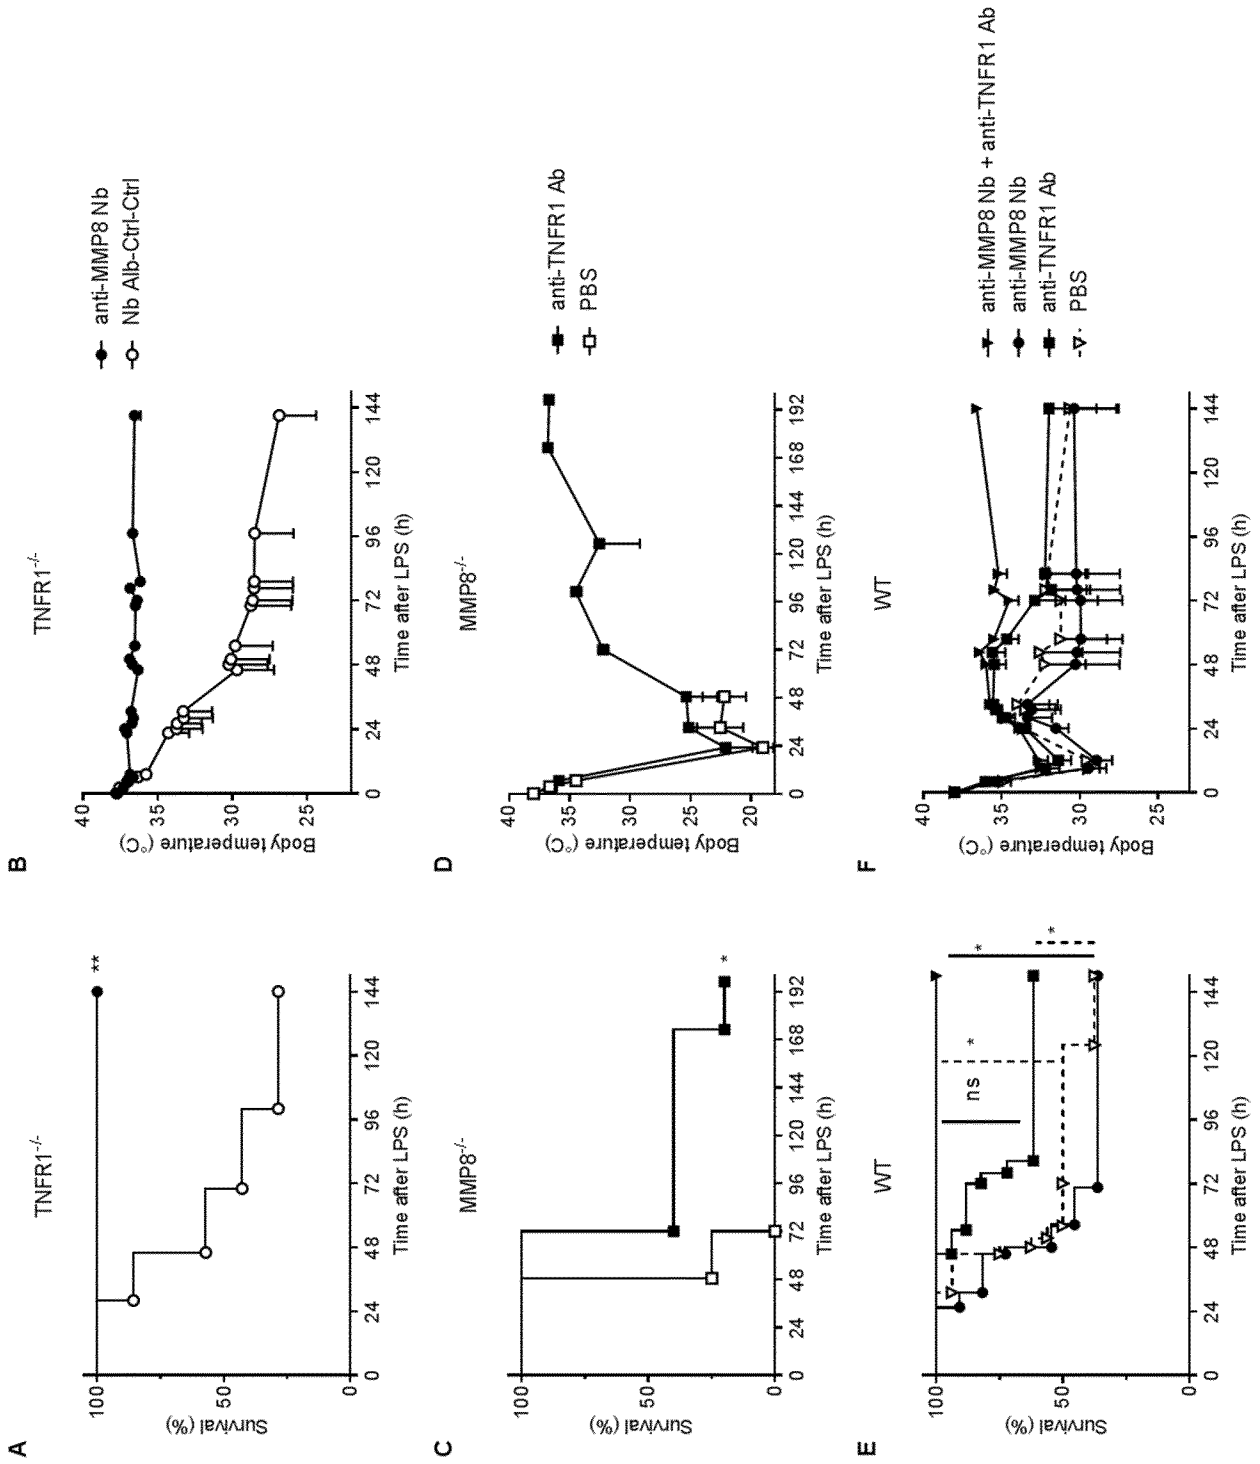 A
TNFR1-/-
Survival (%)
100
50
0
**
0 24 48 72 96 120 144
Time after LPS (h)
B
TNFR1-/-
Body temperature (°C)
40
35
30
25
0 24 48 72 96 120 144
Time after LPS (h)
anti-MMP8 Nb
Nb Alb-Ctrl-Ctrl
C
MMP8-/-
Survival (%)
100
50
0
*
0 24 48 72 96 120 144 168 192
Time after LPS (h)
D
MMP8-/-
Body temperature (°C)
40
35
30
25
20
0 24 48 72 96 120 144 168 192
Time after LPS (h)
anti-TNFR1 Ab
PBS
E
WT
Survival (%)
100
50
0
ns
*
*
*
0 24 48 72 96 120 144
Time after LPS (h)
F
WT
Body temperature (°C)
40
35
30
25
0 24 48 72 96 120 144
Time after LPS (h)
anti-MMP8 Nb + anti-TNFR1 Ab
anti-MMP8 Nb
anti-TNFR1 Ab
PBS